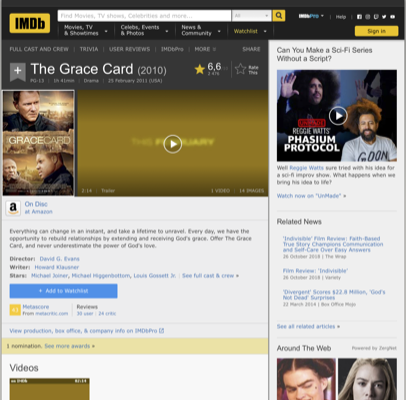 IMDb
Find Movies, TV shows, Celebrities and more...
All
IMDbPro
Help
Movies, TV
& Showtimes
Celebs, Events
& Photos
News &
Community
Watchlist
Sign in
FULL CAST AND CREW | TRIVIA | USER REVIEWS | IMDbPro | MORE
SHARE
The Grace Card (2010)
6,6
Rate
This
PG-13 | 1h 41min | Drama | 25 February 2011 (USA)
GRACE CARD
THIS FEBRUARY
2:14 | Trailer
1 VIDEO | 14 IMAGES
a
On Disc
at Amazon
Everything can change in an instant, and take a lifetime to unravel. Every day, we have the
opportunity to rebuild relationships by extending and receiving God's grace. Offer The Grace
Card, and never underestimate the power of God's love.
Director: David G. Evans
Writer: Howard Klausner
Stars: Michael Joiner, Michael Higgenbottom, Louis Gossett Jr. | See full cast & crew »
+ Add to Watchlist
Metascore
From metacritic.com
Reviews
30 user | 24 critic
View production, box office, & company info on IMDbPro
1 nomination. See more awards »
Videos
IMDb
Can You Make a Sci-Fi Series
Without a Script?
REGGIE WATTS'
PHASIUM
PROTOCOL
Well Reggie Watts sure tried with his idea for
a sci-fi improv show. What happens when we
bring his idea to life?
Watch now on "UnMade" »
Related News
'Indivisible' Film Review: Faith-Based
True Story Champions Communication
and Self-Care Over Easy Answers
26 October 2018 | The Wrap
Film Review: 'Indivisible'
26 October 2018 | Variety
'Divergent' Scores $22.8 Million, 'God's
Not Dead' Surprises
22 March 2014 | Box Office Mojo
See all related articles »
Around The Web
Powered by ZergNet